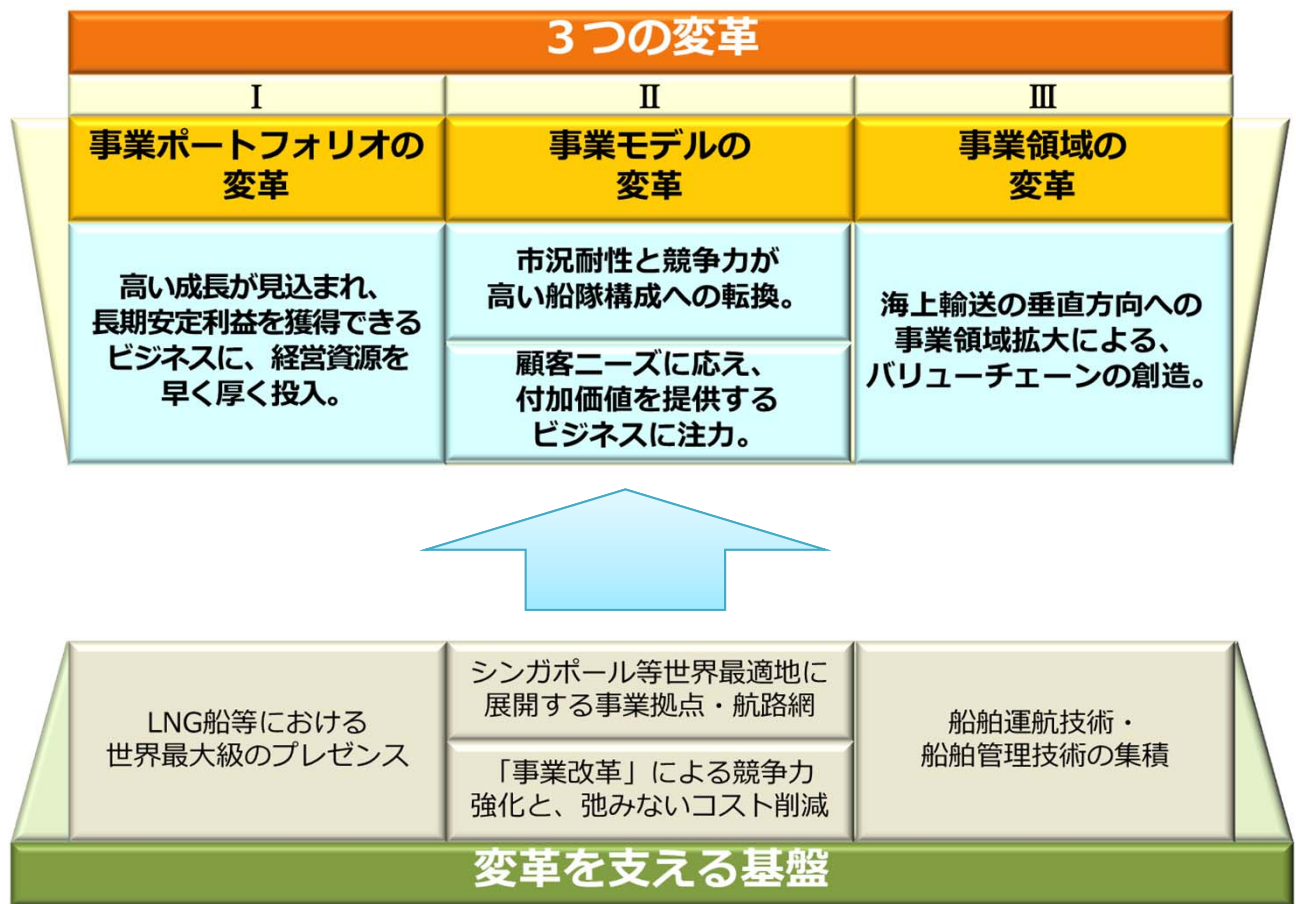 ３つの変革
Ⅰ
事業ポートフォリオの
変革
高い成長が見込まれ、
長期安定利益を獲得できる
ビジネスに、経営資源を
早く厚く投入。
Ⅱ
事業モデルの
変革
市況耐性と競争力が
高い船隊構成への転換。
顧客ニーズに応え、
付加価値を提供する
ビジネスに注力。
Ⅲ
事業領域の
変革
海上輸送の垂直方向への
事業領域拡大による、
バリューチェーンの創造。
LNG船等における
世界最大級のプレゼンス
シンガポール等世界最適地に
展開する事業拠点・航路網
「事業改革」による競争力
強化と、弛みないコスト削減
船舶運航技術・
船舶管理技術の集積
変革を支える基盤